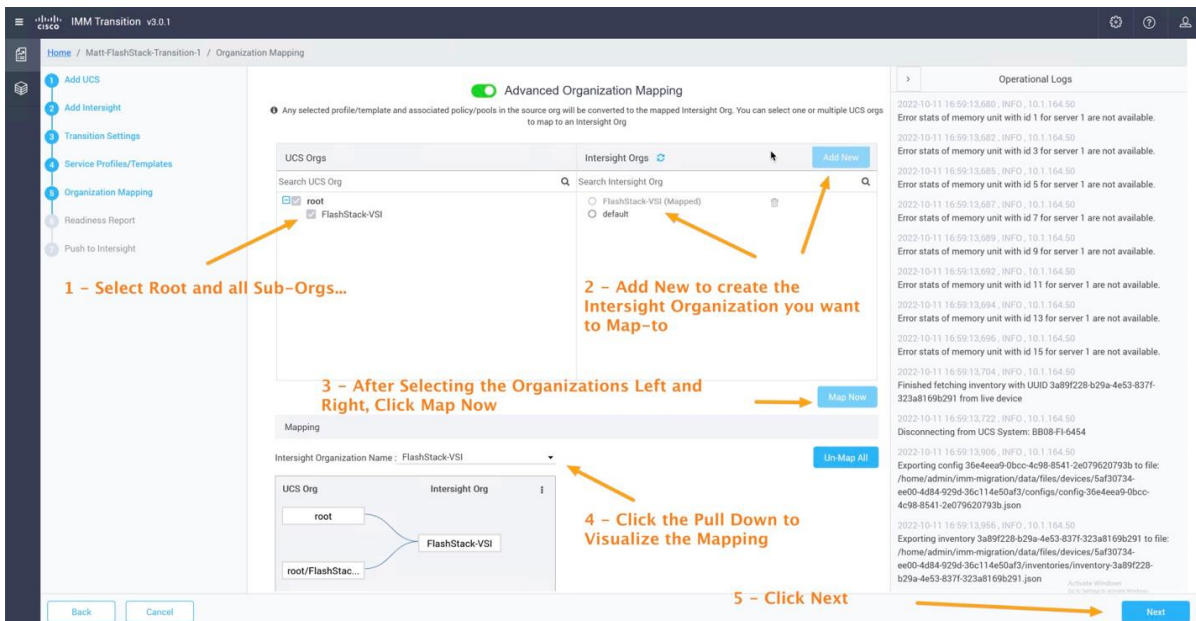 cisco IMM Transition v3.0.1
Home / Matt-FlashStack-Transition-1 / Organization Mapping
1 Add UCS
2 Add Intersight
3 Transition Settings
4 Service Profiles/Templates
5 Organization Mapping
6 Readiness Report
7 Push to Intersight
Advanced Organization Mapping
Any selected profile/template and associated policy/pools in the source org will be converted to the mapped Intersight Org. You can select one or multiple UCS orgs
to map to an Intersight Org
UCS Orgs
Intersight Orgs
Add New
Search UCS Org
Search Intersight Org
root
FlashStack-VSI
FlashStack-VSI (Mapped)
default
1 – Select Root and all Sub-Orgs...
2 – Add New to create the
Intersight Organization you want
to Map-to
3 – After Selecting the Organizations Left and
Right, Click Map Now
Map Now
Mapping
Intersight Organization Name : FlashStack-VSI
Un-Map All
UCS Org
Intersight Org
root
FlashStack-VSI
root/FlashStac...
4 – Click the Pull Down to
Visualize the Mapping
5 – Click Next
Back
Cancel
Next
Operational Logs
2022-10-11 16:59:13,680 , INFO , 10.1.164.50
Error stats of memory unit with id 1 for server 1 are not available.
2022-10-11 16:59:13,682 , INFO , 10.1.164.50
Error stats of memory unit with id 3 for server 1 are not available.
2022-10-11 16:59:13,685 , INFO , 10.1.164.50
Error stats of memory unit with id 5 for server 1 are not available.
2022-10-11 16:59:13,687 , INFO , 10.1.164.50
Error stats of memory unit with id 7 for server 1 are not available.
2022-10-11 16:59:13,689 , INFO , 10.1.164.50
Error stats of memory unit with id 9 for server 1 are not available.
2022-10-11 16:59:13,692 , INFO , 10.1.164.50
Error stats of memory unit with id 11 for server 1 are not available.
2022-10-11 16:59:13,694 , INFO , 10.1.164.50
Error stats of memory unit with id 13 for server 1 are not available.
2022-10-11 16:59:13,696 , INFO , 10.1.164.50
Error stats of memory unit with id 15 for server 1 are not available.
2022-10-11 16:59:13,704 , INFO , 10.1.164.50
Finished fetching inventory with UUID 3a89f228-b29a-4e53-837f-
323a8169b291 from live device
2022-10-11 16:59:13,722 , INFO , 10.1.164.50
Disconnecting from UCS System: BB08-FI-6454
2022-10-11 16:59:13,906 , INFO , 10.1.164.50
Exporting config 36e4eea9-0bcc-4c98-8541-2e079620793b to file:
/home/admin/imm-migration/data/files/devices/5af30734-
ee00-4d84-929d-36c114e50af3/configs/config-36e4eea9-0bcc-
4c98-8541-2e079620793b.json
2022-10-11 16:59:13,956 , INFO , 10.1.164.50
Exporting inventory 3a89f228-b29a-4e53-837f-323a8169b291 to file:
/home/admin/imm-migration/data/files/devices/5af30734-
ee00-4d84-929d-36c114e50af3/inventories/inventory-3a89f228-
b29a-4e53-837f-323a8169b291.json
Activate Windows
Go to Settings to activate Windows.